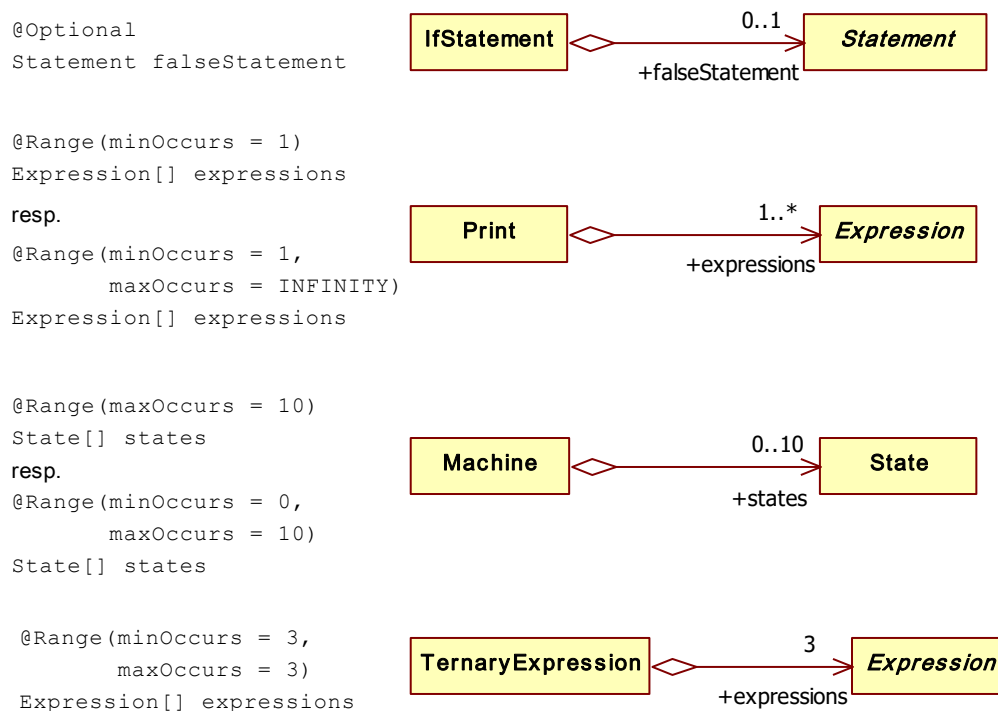 @Optional
Statement falseStatement
IfStatement
0..1
+falseStatement
Statement
@Range(minOccurs = 1)
Expression[] expressions
resp.
@Range(minOccurs = 1,
maxOccurs = INFINITY)
Expression[] expressions
Print
1..*
+expressions
Expression
@Range(maxOccurs = 10)
State[] states
resp.
@Range(minOccurs = 0,
maxOccurs = 10)
State[] states
Machine
0..10
+states
State
@Range(minOccurs = 3,
maxOccurs = 3)
Expression[] expressions
TernaryExpression
3
+expressions
Expression